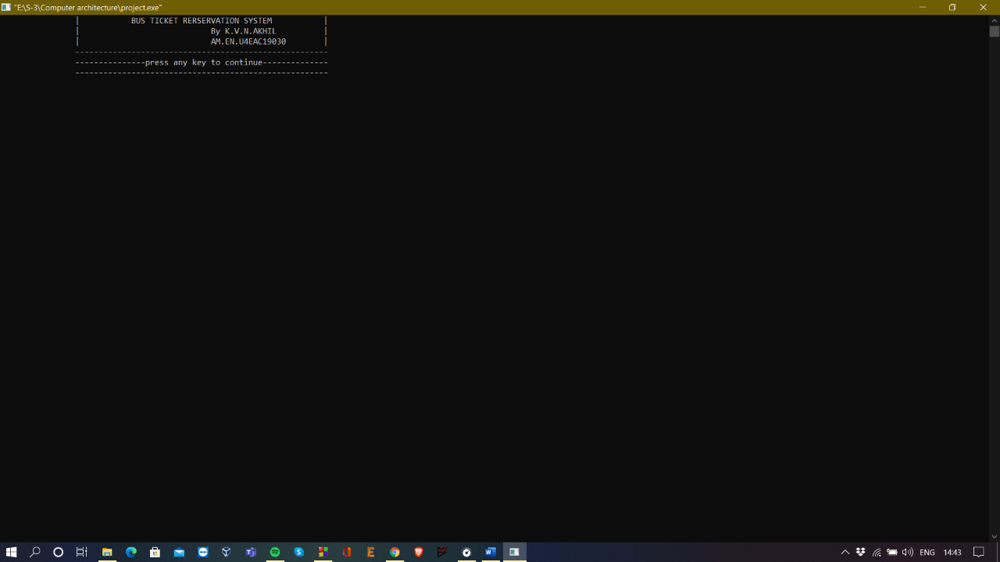 "E:\S-3\Computer architecture\project.exe"
| BUS TICKET RERSERVATION SYSTEM |
| By K.V.N.AKHIL |
| AM.EN.U4EAC19030 |
------------------------------------------------------
---------------press any key to continue--------------
------------------------------------------------------
ENG 14:43